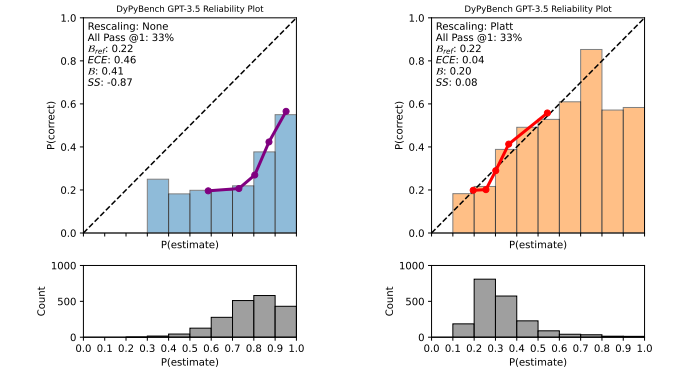 DyPyBench GPT-3.5 Reliability Plot
Rescaling: None
All Pass @1: 33%
ℬref: 0.22
ECE: 0.46
ℬ: 0.41
SS: -0.87
1.0
0.8
0.6
0.4
0.2
0.0
P(correct)
P(estimate)
1000
500
0
Count
0.0 0.1 0.2 0.3 0.4 0.5 0.6 0.7 0.8 0.9 1.0
P(estimate)
DyPyBench GPT-3.5 Reliability Plot
Rescaling: Platt
All Pass @1: 33%
ℬref: 0.22
ECE: 0.04
ℬ: 0.20
SS: 0.08
1.0
0.8
0.6
0.4
0.2
0.0
P(correct)
P(estimate)
1000
500
0
Count
0.0 0.1 0.2 0.3 0.4 0.5 0.6 0.7 0.8 0.9 1.0
P(estimate)